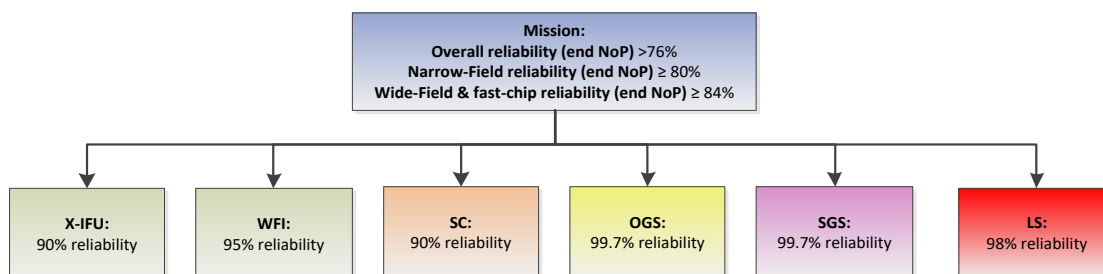 Mission:
Overall reliability (end NoP) >76%
Narrow-Field reliability (end NoP) ≥ 80%
Wide-Field & fast-chip reliability (end NoP) ≥ 84%
X-IFU:
90% reliability
WFI:
95% reliability
SC:
90% reliability
OGS:
99.7% reliability
SGS:
99.7% reliability
LS:
98% reliability